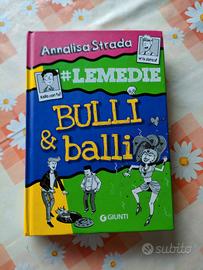 Annalisa Strada
#LEMEDIE
BULLI
& balli
GIUNTI
subito